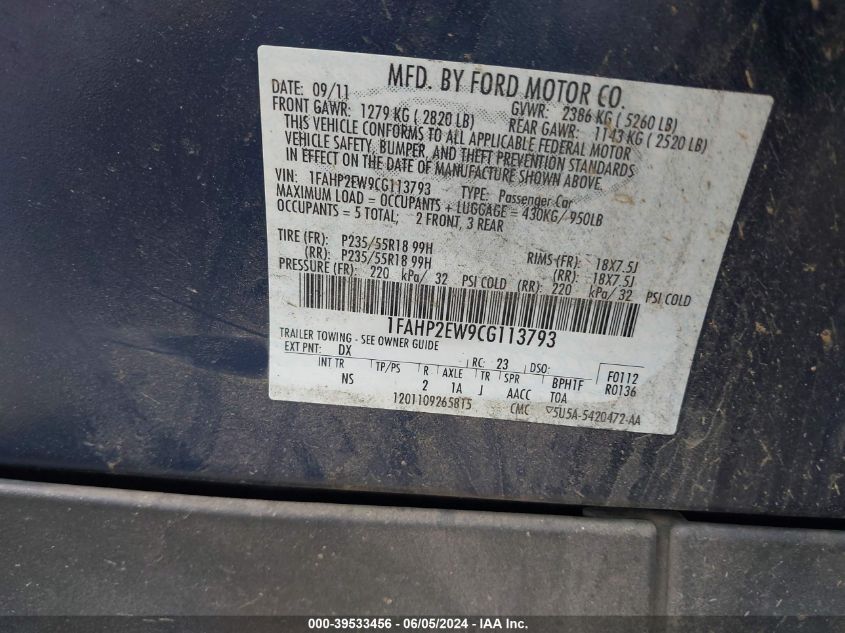 MFD. BY FORD MOTOR CO.
DATE: 09/11 GVWR: 2386 KG ( 5260 LB)
FRONT GAWR: 1279 KG ( 2820 LB) REAR GAWR: 1143 KG ( 2520 LB)
THIS VEHICLE CONFORMS TO ALL APPLICABLE FEDERAL MOTOR
VEHICLE SAFETY, BUMPER, AND THEFT PREVENTION STANDARDS
IN EFFECT ON THE DATE OF MANUFACTURE SHOWN ABOVE.
VIN: 1FAHP2EW9CG113793 TYPE: Passenger Car
MAXIMUM LOAD = OCCUPANTS + LUGGAGE = 430KG/ 950LB
OCCUPANTS = 5 TOTAL; 2 FRONT, 3 REAR
TIRE (FR): P235/55R18 99H RIMS (FR): 18X7.5J
(RR): P235/55R18 99H (RR): 18X7.5J
PRESSURE (FR): 220 kPa/ 32 PSI COLD (RR): 220 kPa/ 32 PSI COLD
1FAHP2EW9CG113793
TRAILER TOWING - SEE OWNER GUIDE
EXT PNT: DX RC: 23 DSO: F0112
INT TR TP/PS R AXLE TR SPR BPH1F R0136
NS 2 1A J AACC TOA
1201109265815 CMC ▽5U5A-5420472-AA
000-39533456 - 06/05/2024 - COPYRIGHT IAA, INC.